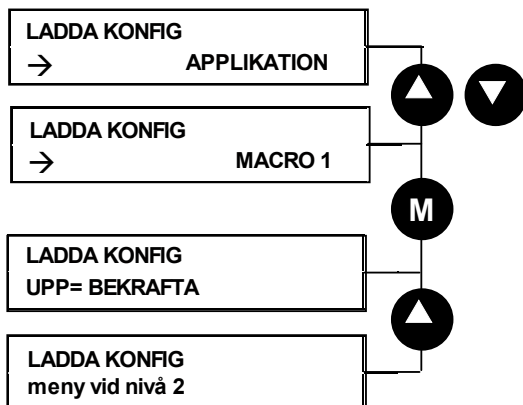 LADDA KONFIG
→ APPLIKATION
LADDA KONFIG
→ MACRO 1
M
LADDA KONFIG
UPP= BEKRAFTA
LADDA KONFIG
meny vid nivå 2